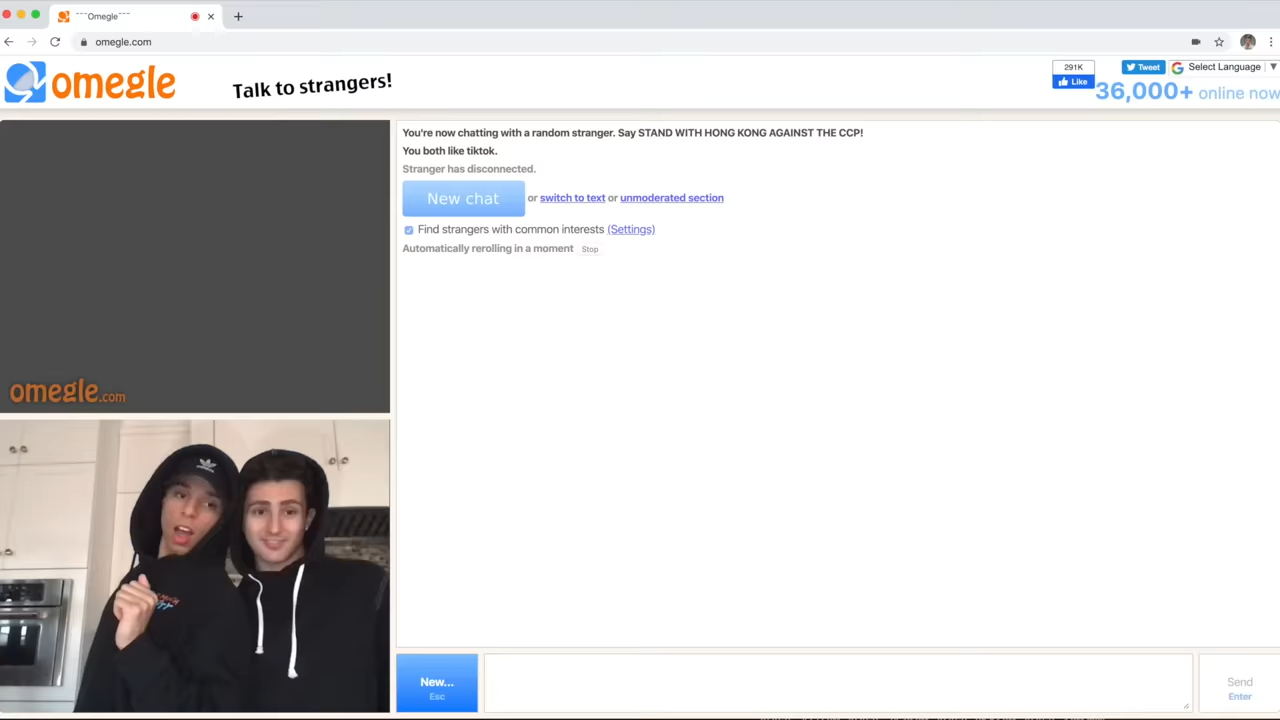 Omegle
omegle.com
omegle
Talk to strangers!
291K
Like
Tweet
Select Language
36,000+ online now
You're now chatting with a random stranger. Say STAND WITH HONG KONG AGAINST THE CCP!
You both like tiktok.
Stranger has disconnected.
New chat or switch to text or unmoderated section
Find strangers with common interests (Settings)
Automatically rerolling in a moment Stop
omegle.com
New...
Esc
Send
Enter